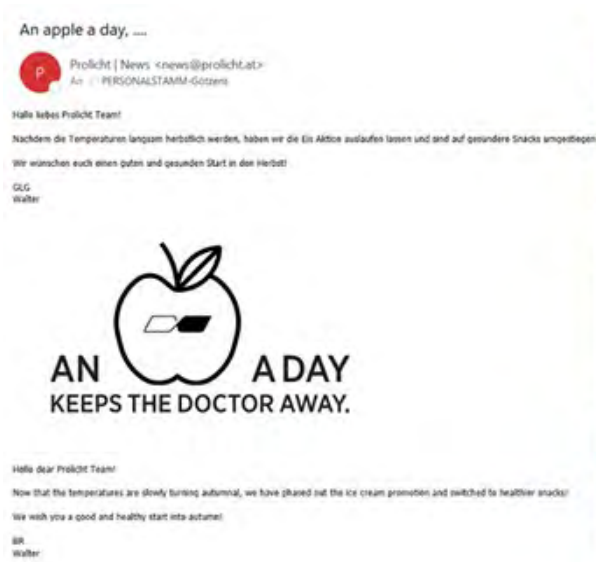 An apple a day, ....
P
Prolicht | News <news@prolicht.at>
An PERSONALSTAMM-Götzens
Hallo liebes Prolicht Team!
Nachdem die Temperaturen langsam herbstlich werden, haben wir die Eis Aktion auslaufen lassen und sind auf gesundere Snacks umgestiegen
Wir wünschen euch einen guten und gesunden Start in den Herbst!
GLG
Walter
AN A DAY
KEEPS THE DOCTOR AWAY.
Hello dear Prolicht Team!
Now that the temperatures are slowly turning autumnal, we have phased out the ice cream promotion and switched to healthier snacks!
We wish you a good and healthy start into autumn!
BR
Walter